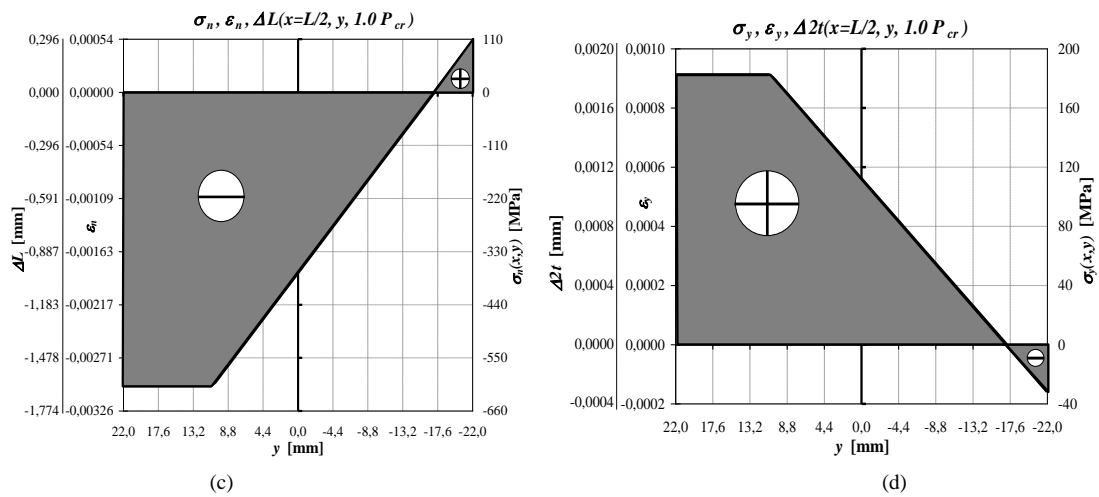 σn, εn, ΔL(x=L/2, y, 1.0 Pcr)
0,296 0,00054 110
0,000 0,00000 0
-0,296 -0,00054 -110
-0,591 -0,00109 -220
-0,887 -0,00163 -330
-1,183 -0,00217 -440
-1,478 -0,00271 -550
-1,774 -0,00326 -660
ΔL [mm]
εn
σn(x,y) [MPa]
22,0 17,6 13,2 8,8 4,4 0,0 -4,4 -8,8 -13,2 -17,6 -22,0
y [mm]
(c)
σy, εy, Δ2t(x=L/2, y, 1.0 Pcr)
0,0020 0,0010 200
0,0016 0,0008 160
0,0012 0,0006 120
0,0008 0,0004 80
0,0004 0,0002 40
0,0000 0,0000 0
-0,0004 -0,0002 -40
Δ2t [mm]
εy
σy(x,y) [MPa]
22,0 17,6 13,2 8,8 4,4 0,0 -4,4 -8,8 -13,2 -17,6 -22,0
y [mm]
(d)